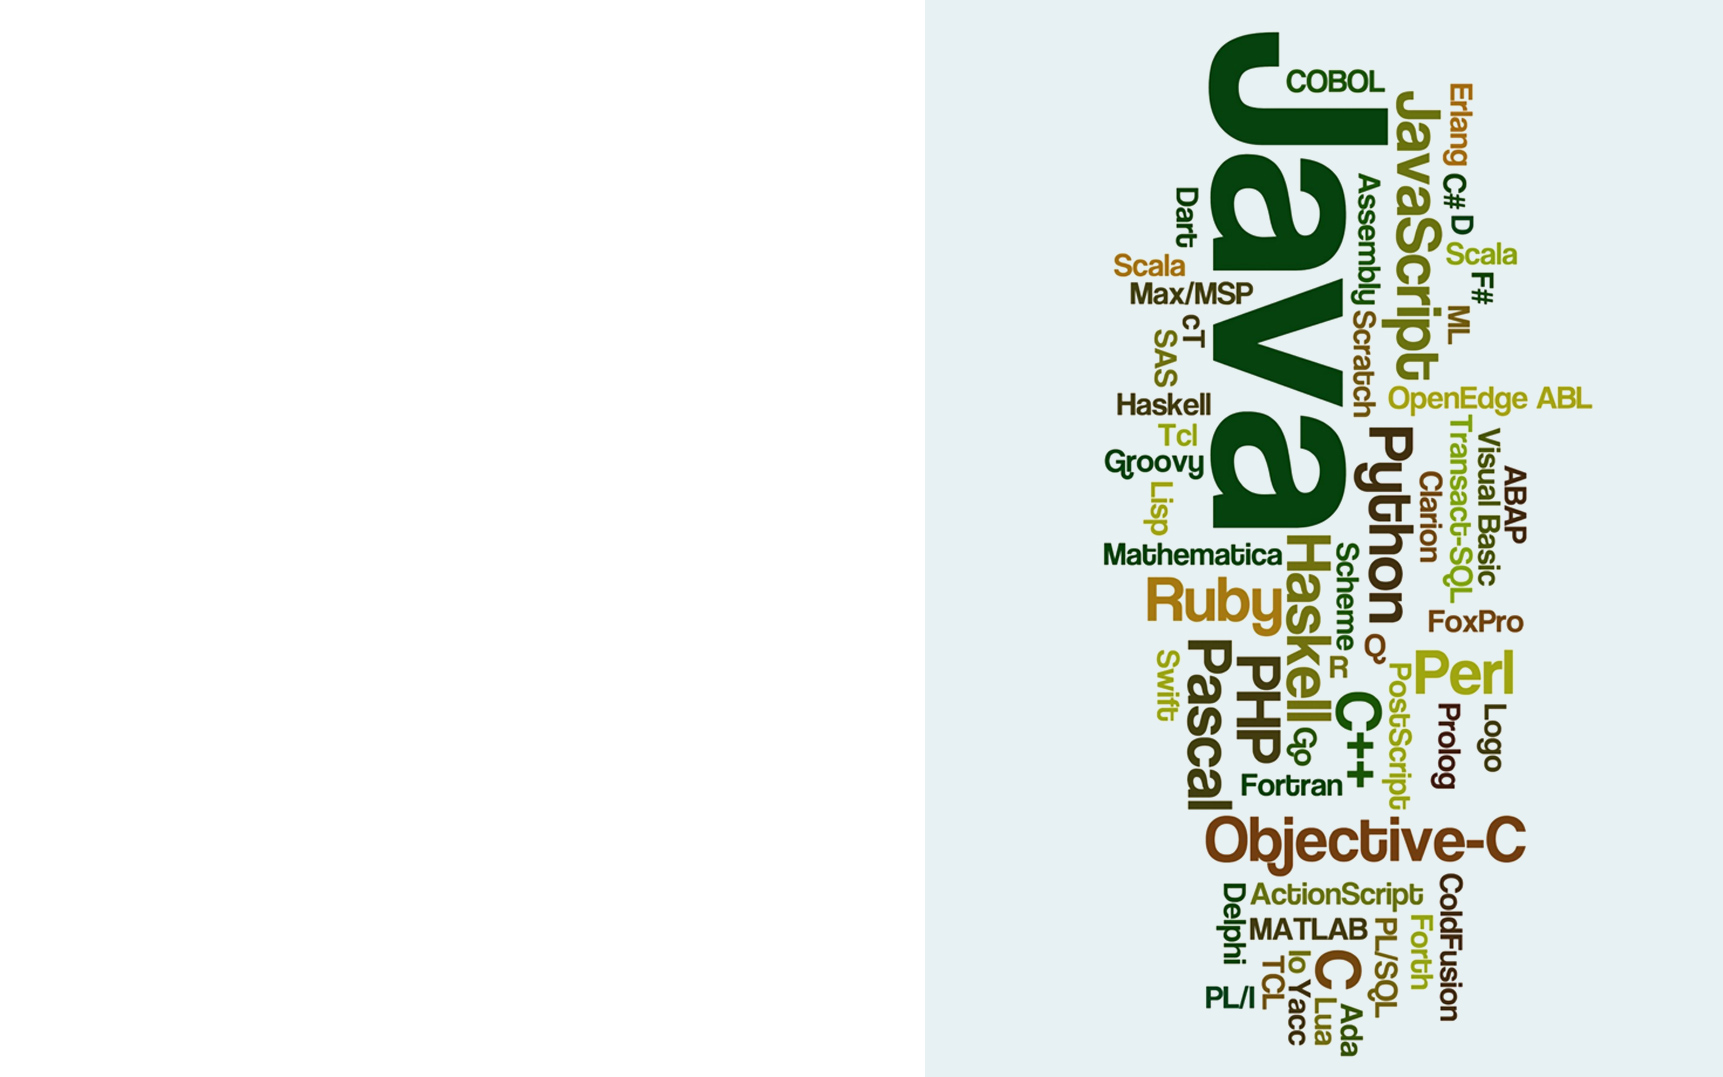 Java
COBOL
JavaScript
Erlang
C#
D
Assembly
Dart
Scala
Scala
F#
Max/MSP
cT
ML
SAS
Scratch
Haskell
OpenEdge ABL
Tcl
Groovy
Python
Transact-SQL
Visual Basic
ABAP
Clarion
Lisp
Mathematica
Haskell
Scheme
Ruby
FoxPro
Q
R
Perl
Swift
Pascal
PHP
Go
C++
PostScript
Prolog
Logo
Fortran
Objective-C
Delphi
ActionScript
ColdFusion
MATLAB
PL/SQL
Forth
Io
C
TCL
PL/I
Yacc
Lua
Ada